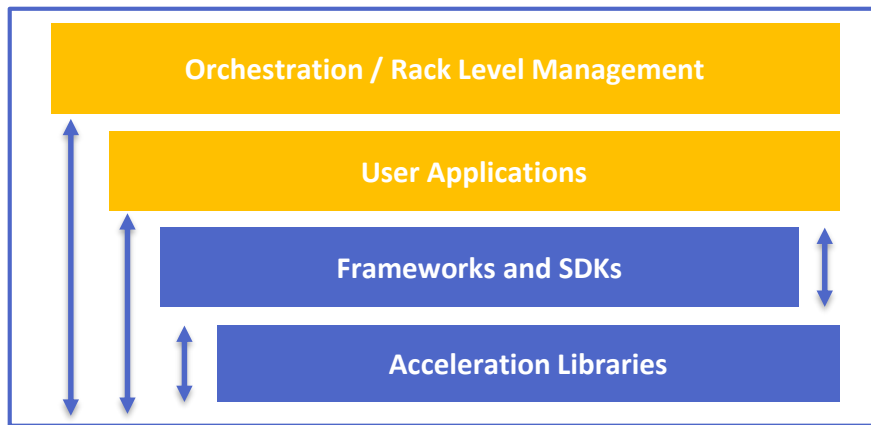 Orchestration / Rack Level Management
User Applications
Frameworks and SDKs
Acceleration Libraries